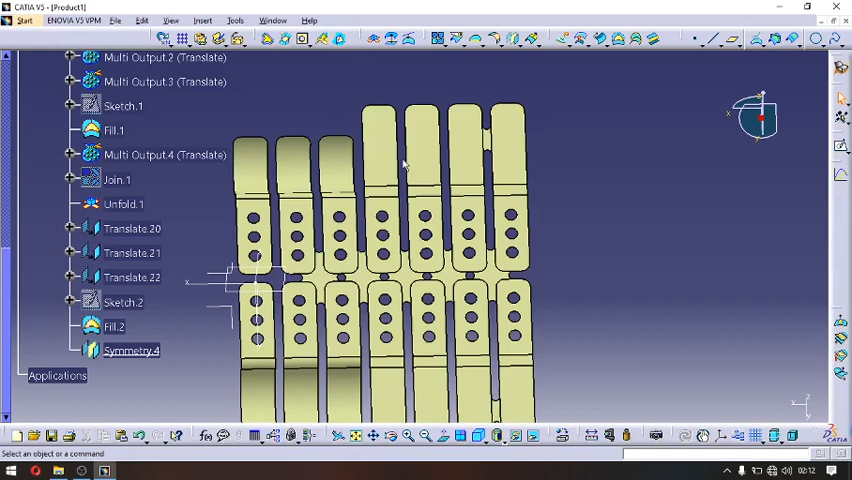 CATIA V5 - [Product1]
Start ENOVIA V5 VPM File Edit View Insert Tools Window Help
Multi Output.2 (Translate)
Multi Output.3 (Translate)
Sketch.1
Fill.1
Multi Output.4 (Translate)
Join.1
Unfold.1
Translate.20
Translate.21
Translate.22
Sketch.2
Fill.2
Symmetry.4
Applications
x
x
y
z
x
y
f(x)
Select an object or a command
02:12